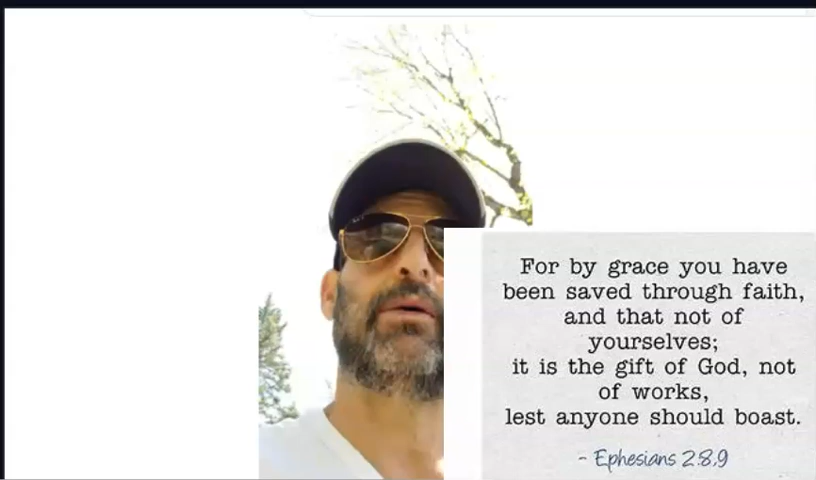 For by grace you have
been saved through faith,
and that not of
yourselves;
it is the gift of God, not
of works,
lest anyone should boast.
- Ephesians 2:8,9